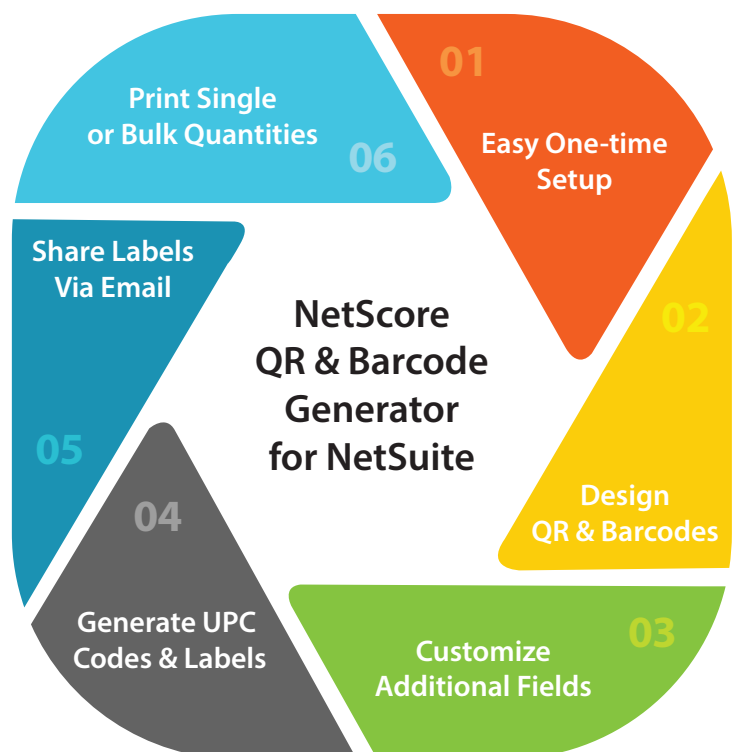 NetScore
QR & Barcode
Generator
for NetSuite
01
Easy One-time
Setup
02
Design
QR & Barcodes
03
Customize
Additional Fields
04
Generate UPC
Codes & Labels
Share Labels
Via Email
05
Print Single
or Bulk Quantities
06